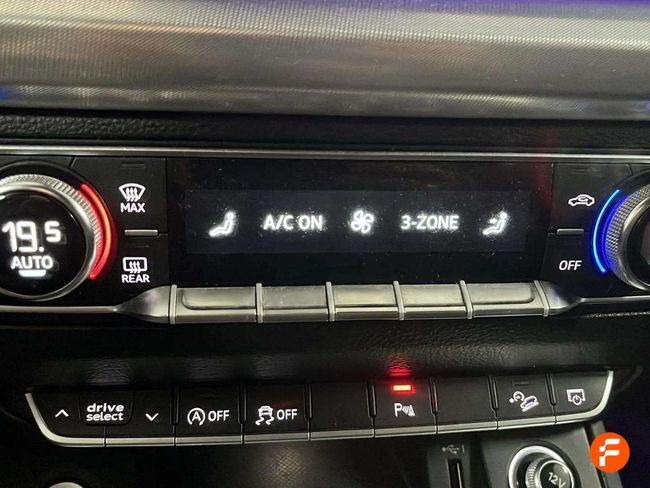 MAX
19.5
AUTO
A/C ON
3-ZONE
REAR
OFF
drive
select
A OFF
OFF
P
12V